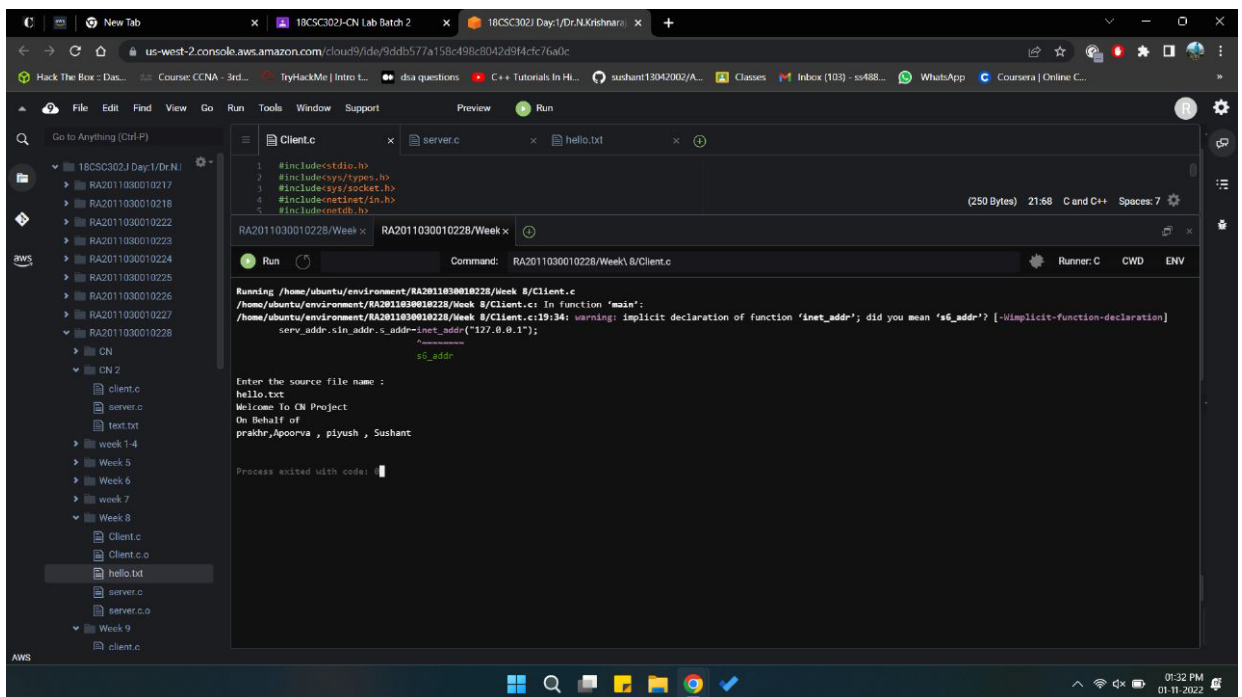 New Tab
18CSC302J-CN Lab Batch 2
18CSC302J Day:1/Dr.N.Krishnaraj
us-west-2.console.aws.amazon.com/cloud9/ide/9ddb577a158c498c8042d9f4cfc76a0c
Hack The Box :: Das... Course: CCNA - 3rd... TryHackMe | Intro t... dsa questions C++ Tutorials In Hi... sushant13042002/A... Classes Inbox (103) - ss488... WhatsApp Coursera | Online C... »
File Edit Find View Go Run Tools Window Support Preview Run
R
Go to Anything (Ctrl-P)
Client.c server.c hello.txt
18CSC302J Day:1/Dr.N.I
RA2011030010217
RA2011030010218
RA2011030010222
RA2011030010223
RA2011030010224
RA2011030010225
RA2011030010226
RA2011030010227
RA2011030010228
CN
CN 2
client.c
server.c
text.txt
week 1-4
Week 5
Week 6
week 7
Week 8
Client.c
Client.c.o
hello.txt
server.c
server.c.o
Week 9
client.c
aws
AWS
1 #include<stdio.h>
2 #include<sys/types.h>
3 #include<sys/socket.h>
4 #include<netinet/in.h>
5 #include<netdb.h>
(250 Bytes) 21:68 C and C++ Spaces: 7
RA2011030010228/Week RA2011030010228/Week
Run Command: RA2011030010228/Week\ 8/Client.c Runner: C CWD ENV
Running /home/ubuntu/environment/RA2011030010228/Week 8/Client.c
/home/ubuntu/environment/RA2011030010228/Week 8/Client.c: In function ‘main’:
/home/ubuntu/environment/RA2011030010228/Week 8/Client.c:19:34: warning: implicit declaration of function ‘inet_addr’; did you mean ‘s6_addr’? [-Wimplicit-function-declaration]
serv_addr.sin_addr.s_addr=inet_addr("127.0.0.1");
^~~~~~~~~
s6_addr
Enter the source file name :
hello.txt
Welcome To CN Project
On Behalf of
prakhr,Apoorva , piyush , Sushant
Process exited with code: 0
01:32 PM
01-11-2022